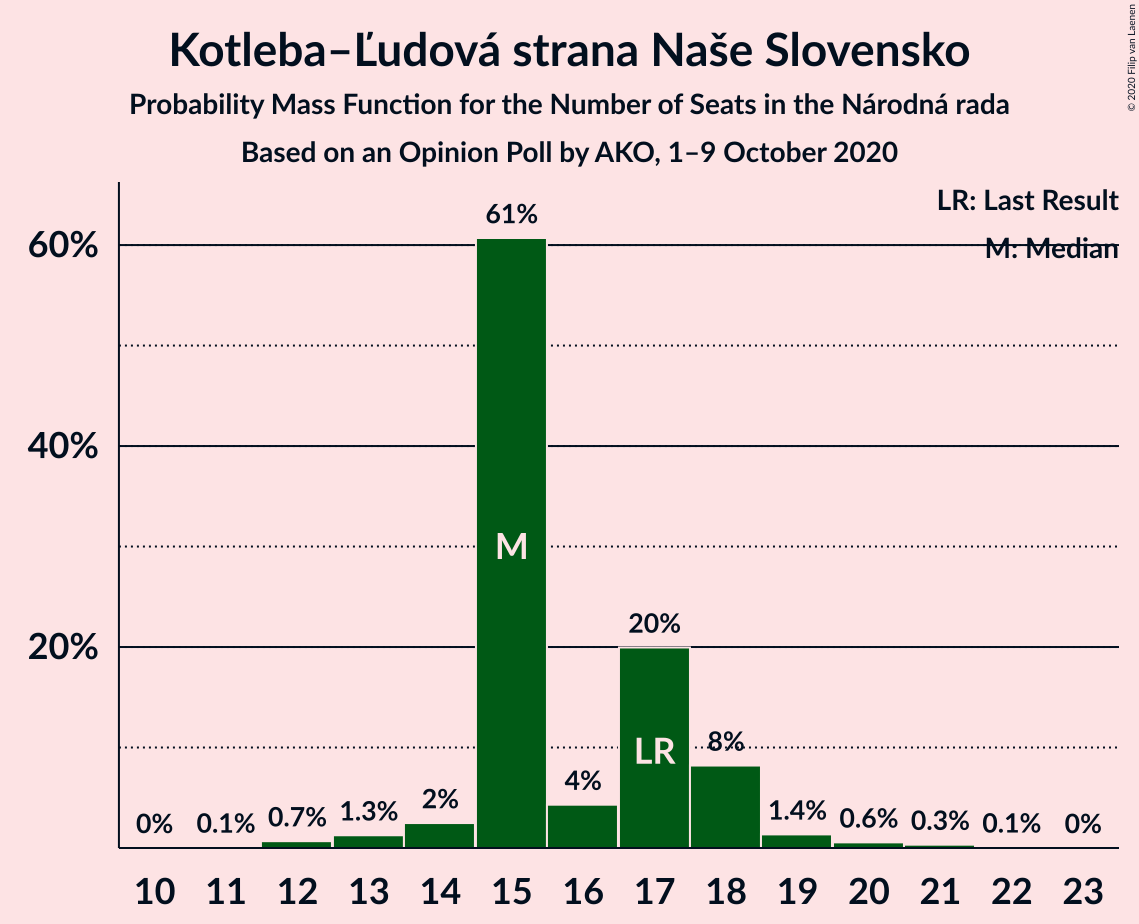 Kotleba–Ľudová strana Naše Slovensko
Probability Mass Function for the Number of Seats in the Národná rada
Based on an Opinion Poll by AKO, 1–9 October 2020
© 2020 Filip van Laenen
LR: Last Result
M: Median
60%
40%
20%
0%
0.1%
0.7%
1.3%
2%
61%
4%
20%
8%
1.4%
0.6%
0.3%
0.1%
0%
M
LR
10 11 12 13 14 15 16 17 18 19 20 21 22 23